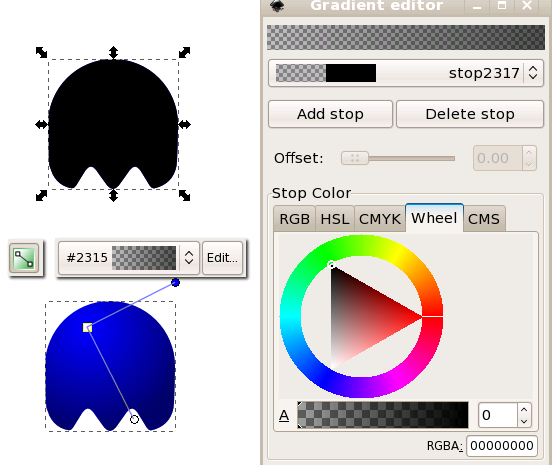 Gradient editor
stop2317
Add stop Delete stop
Offset: 0.00
Stop Color
RGB HSL CMYK Wheel CMS
#2315 Edit...
A 0
RGBA: 00000000